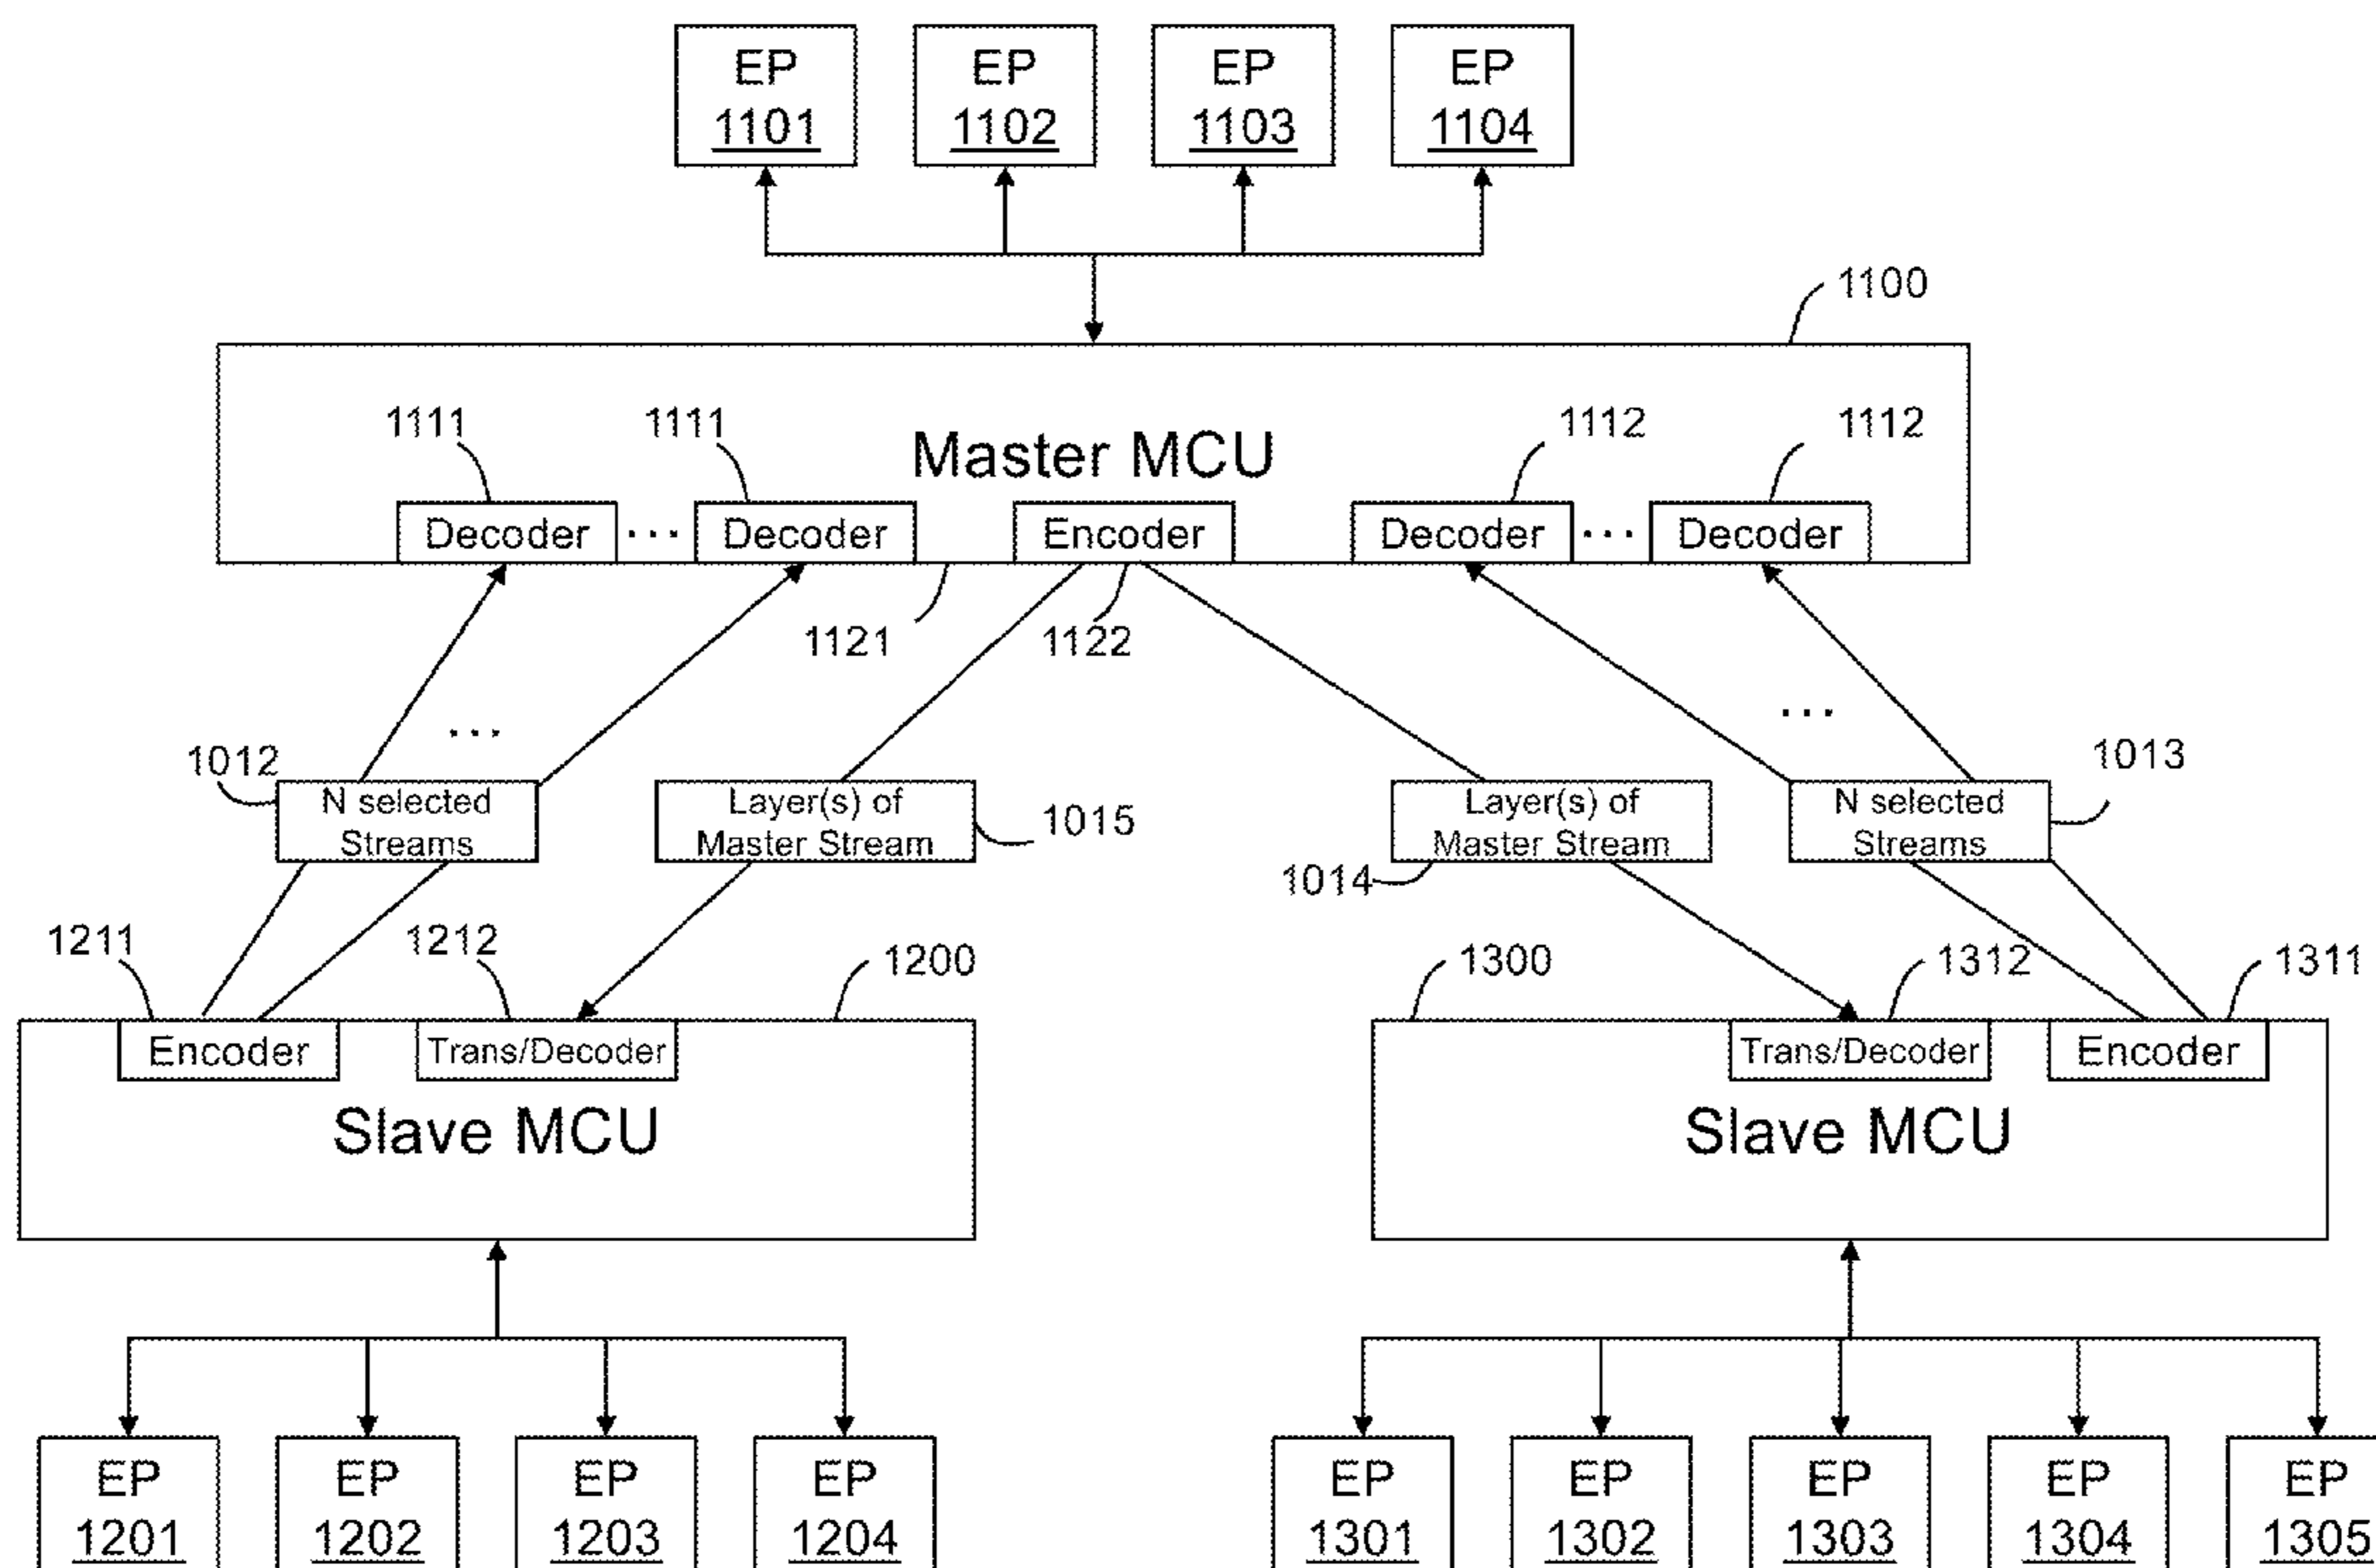 EP EP EP EP
1101 1102 1103 1104
1100
1111 1111 1112 1112
Master MCU
Decoder ... Decoder Encoder Decoder ... Decoder
1121 1122
... ...
1012 1013
N selected Layer(s) of Layer(s) of N selected
Streams Master Stream Master Stream Streams
1015
1014
1211 1212 1200 1300 1312 1311
Encoder Trans/Decoder Trans/Decoder Encoder
Slave MCU Slave MCU
EP EP EP EP EP EP EP EP EP
1201 1202 1203 1204 1301 1302 1303 1304 1305